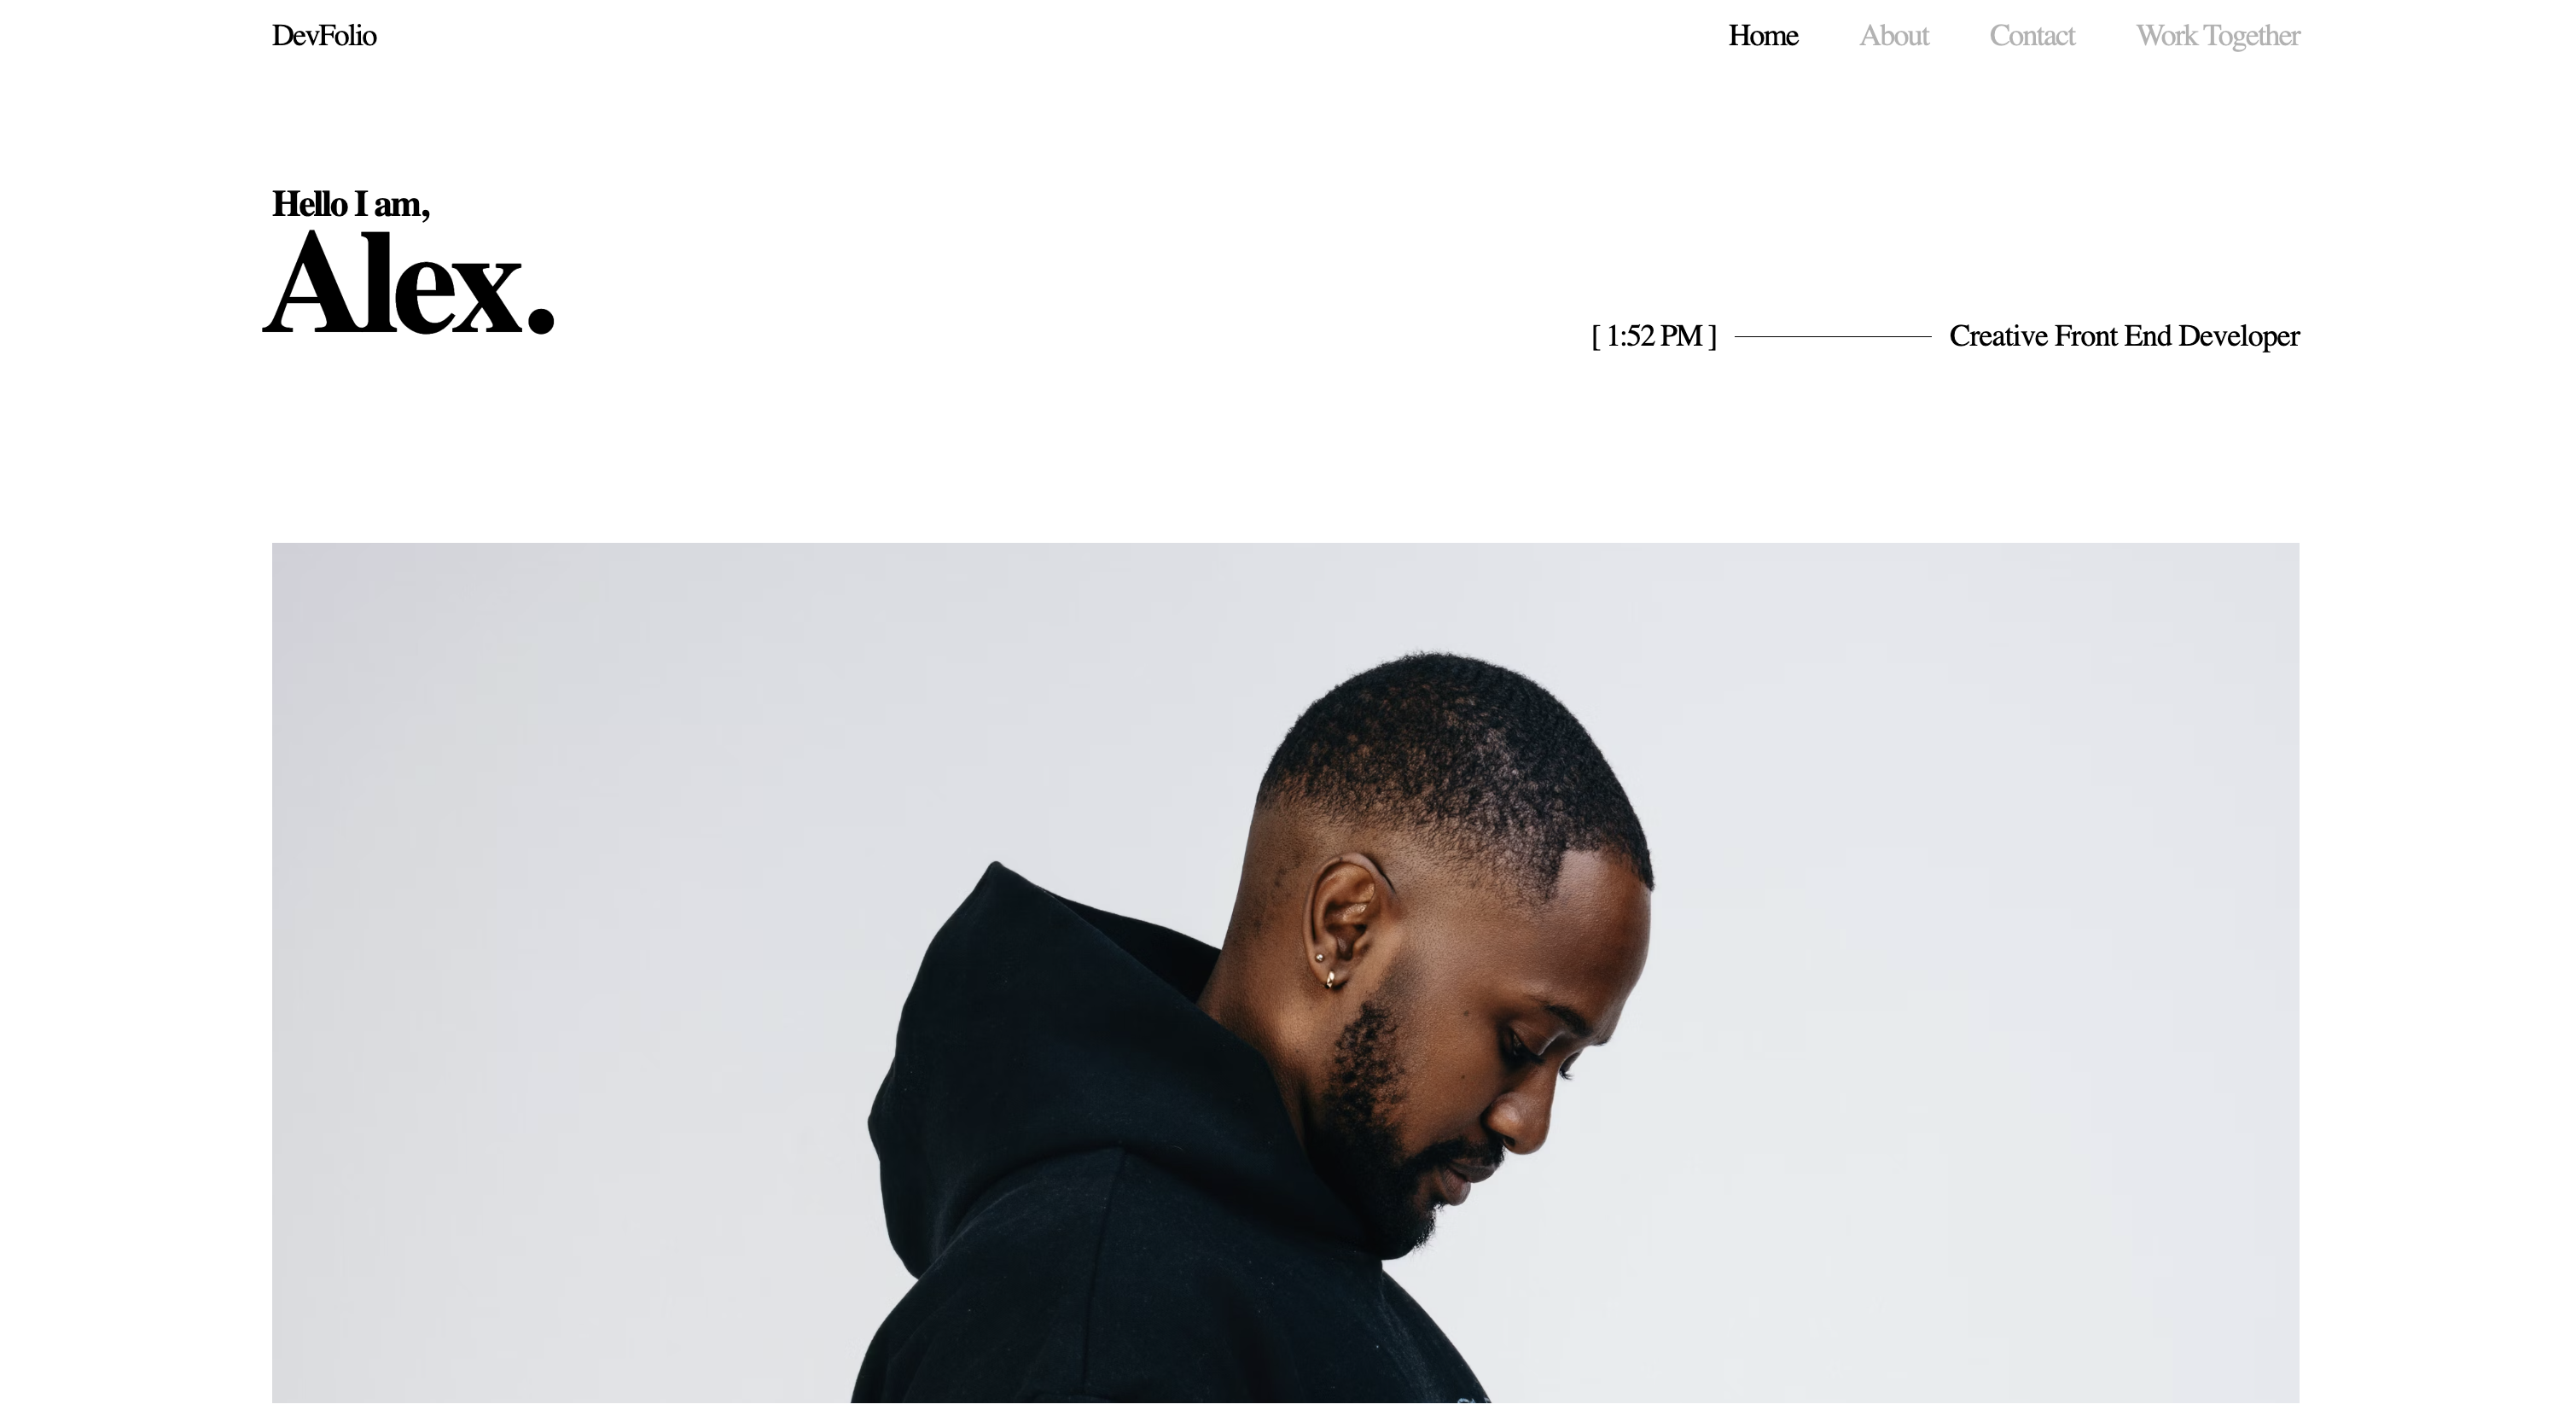 DevFolio
Home About Contact Work Together
Hello I am,
Alex.
[ 1:52 PM ] Creative Front End Developer